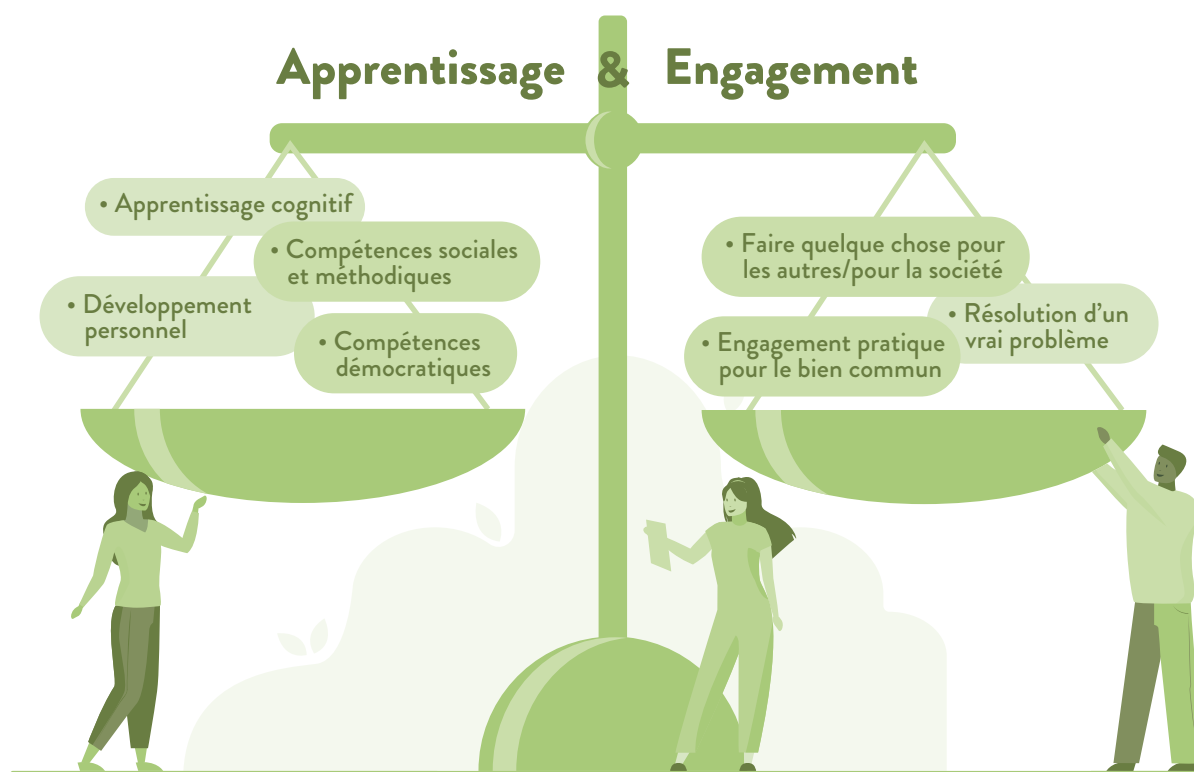 Apprentissage & Engagement
• Apprentissage cognitif
• Compétences sociales
et méthodiques
• Développement
personnel
• Compétences
démocratiques
• Faire quelque chose pour
les autres/pour la société
• Résolution d’un
vrai problème
• Engagement pratique
pour le bien commun